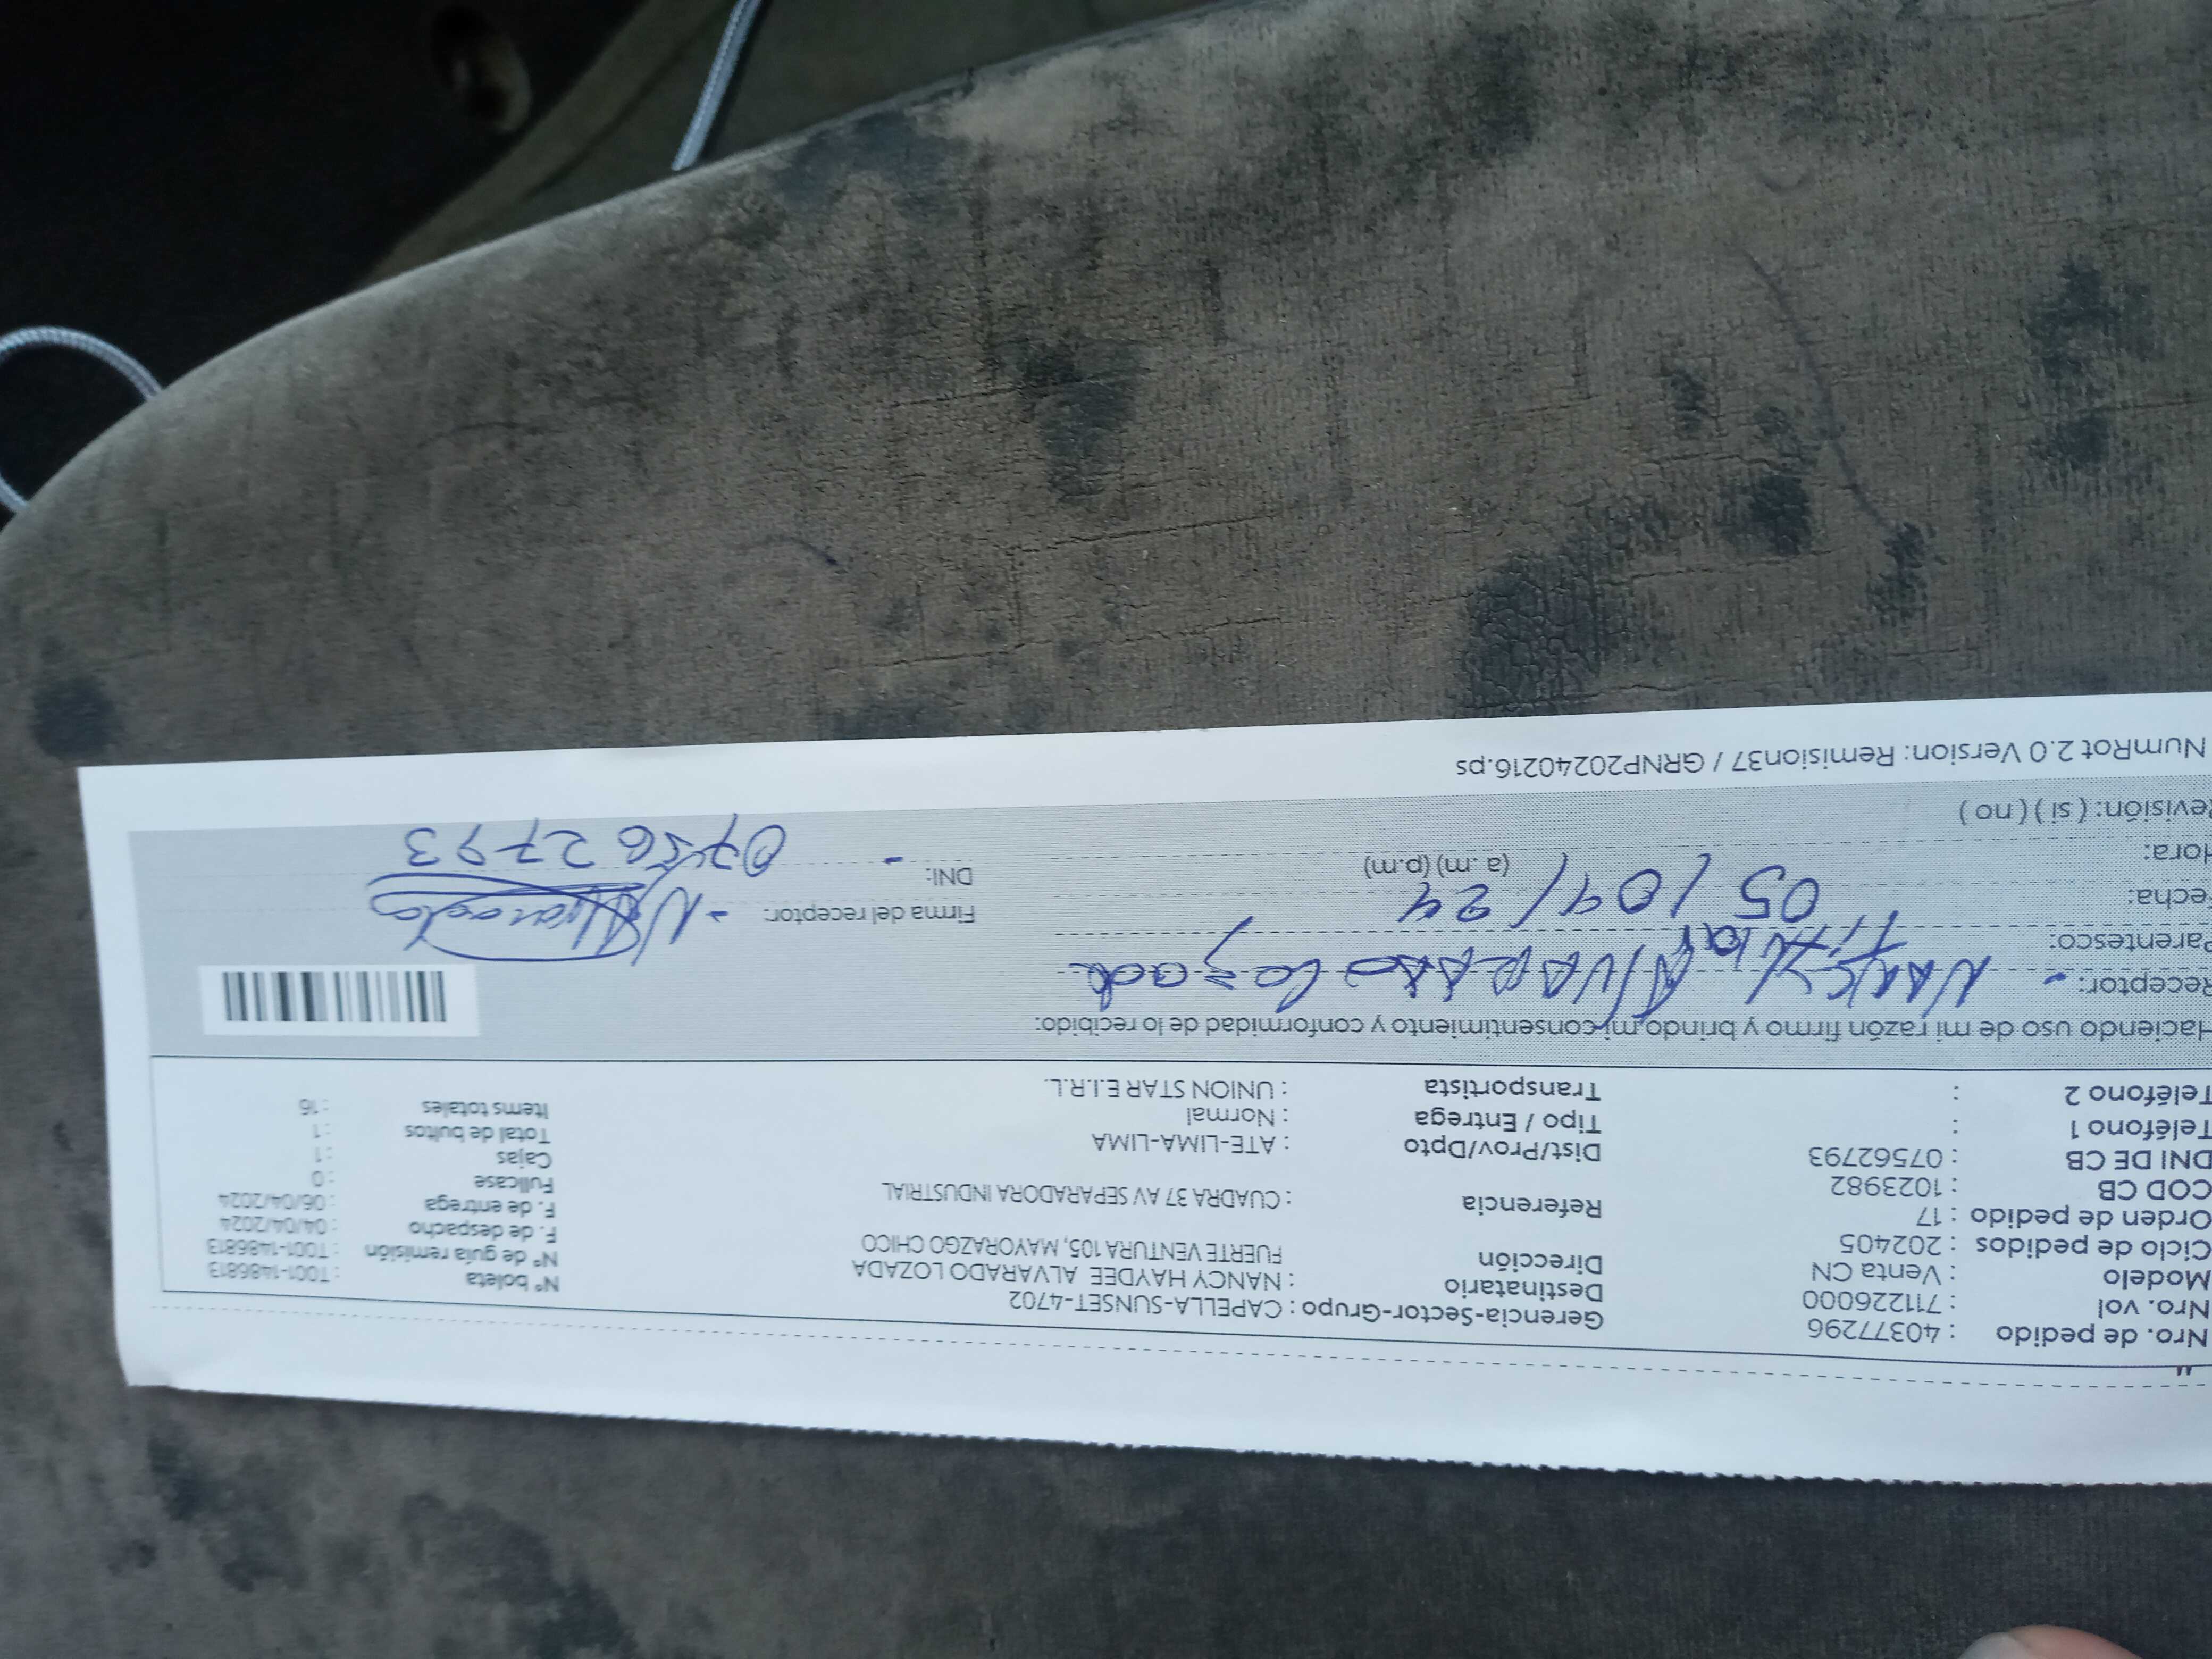 Nro. de pedido : 40377296
Nro. vol : 711226000
Modelo : Venta CN
Ciclo de pedidos : 202405
Orden de pedido : 17
COD CB : 1023982
DNI DE CB : 07562793
Teléfono 1 :
Teléfono 2 :
Gerencia-Sector-Grupo : CAPELLA-SUNSET-4702
Destinatario : NANCY HAYDEE ALVARADO LOZADA
Dirección FUERTE VENTURA 105, MAYORAZGO CHICO
Referencia : CUADRA 37 AV SEPARADORA INDUSTRIAL
Dist/Prov/Dpto : ATE-LIMA-LIMA
Tipo / Entrega : Normal
Transportista : UNION STAR E.I.R.L.
N° boleta : T001-1486813
N° de guía remisión : T001-1486813
F. de despacho : 04/04/2024
F. de entrega : 06/04/2024
Fullcase : 0
Cajas : 1
Total de bultos : 1
Items totales : 16
Haciendo uso de mi razón firmo y brindo mi consentimiento y conformidad de lo recibido:
Receptor: - NANCY ALVARADO Lozada
Parentesco: Titular
Fecha: 05/04/24
Hora: (a. m) (p.m)
Revisión: ( si ) ( no )
Firma del receptor: - N Alvarado
DNI: - 07562793
NumRot 2.0 Version: Remision37 / GRNP20240216.ps